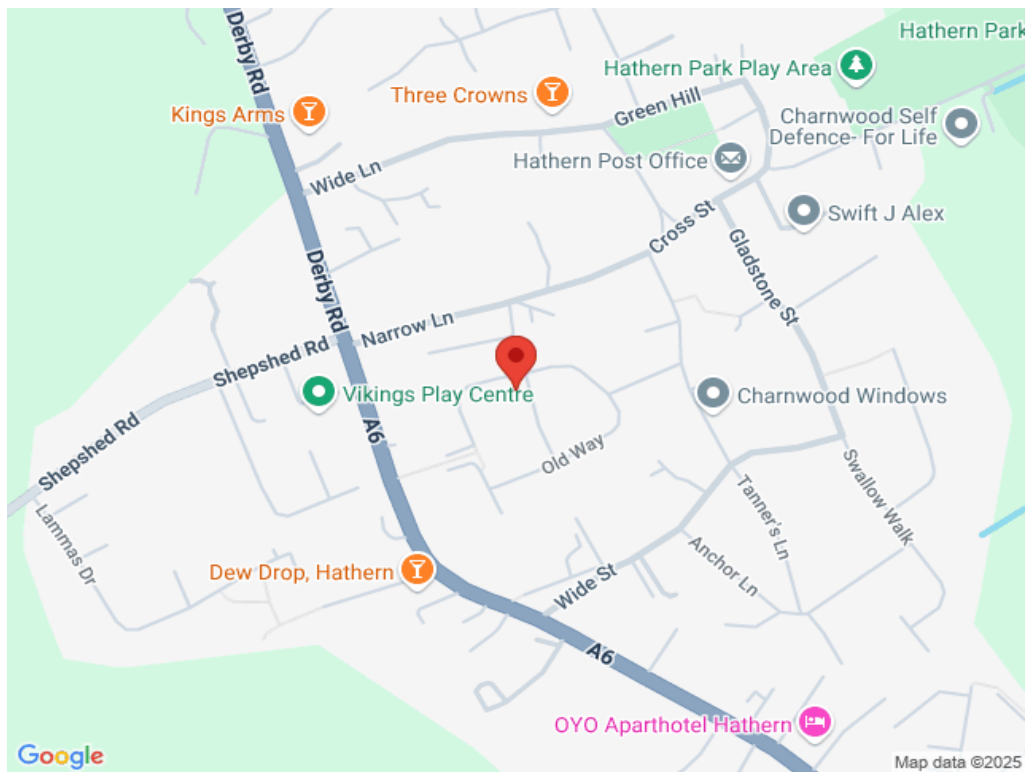 Derby Rd
Hathern Park
Hathern Park Play Area
Three Crowns
Kings Arms
Green Hill
Charnwood Self
Defence- For Life
Hathern Post Office
Wide Ln
Swift J Alex
Cross St
Gladstone St
Derby Rd
Narrow Ln
Shepshed Rd
Vikings Play Centre
Charnwood Windows
A6
Shepshed Rd
Old Way
Swallow Walk
Tanner's Ln
Lammas Dr
Anchor Ln
Dew Drop, Hathern
Wide St
A6
OYO Aparthotel Hathern
Google
Map data ©2025